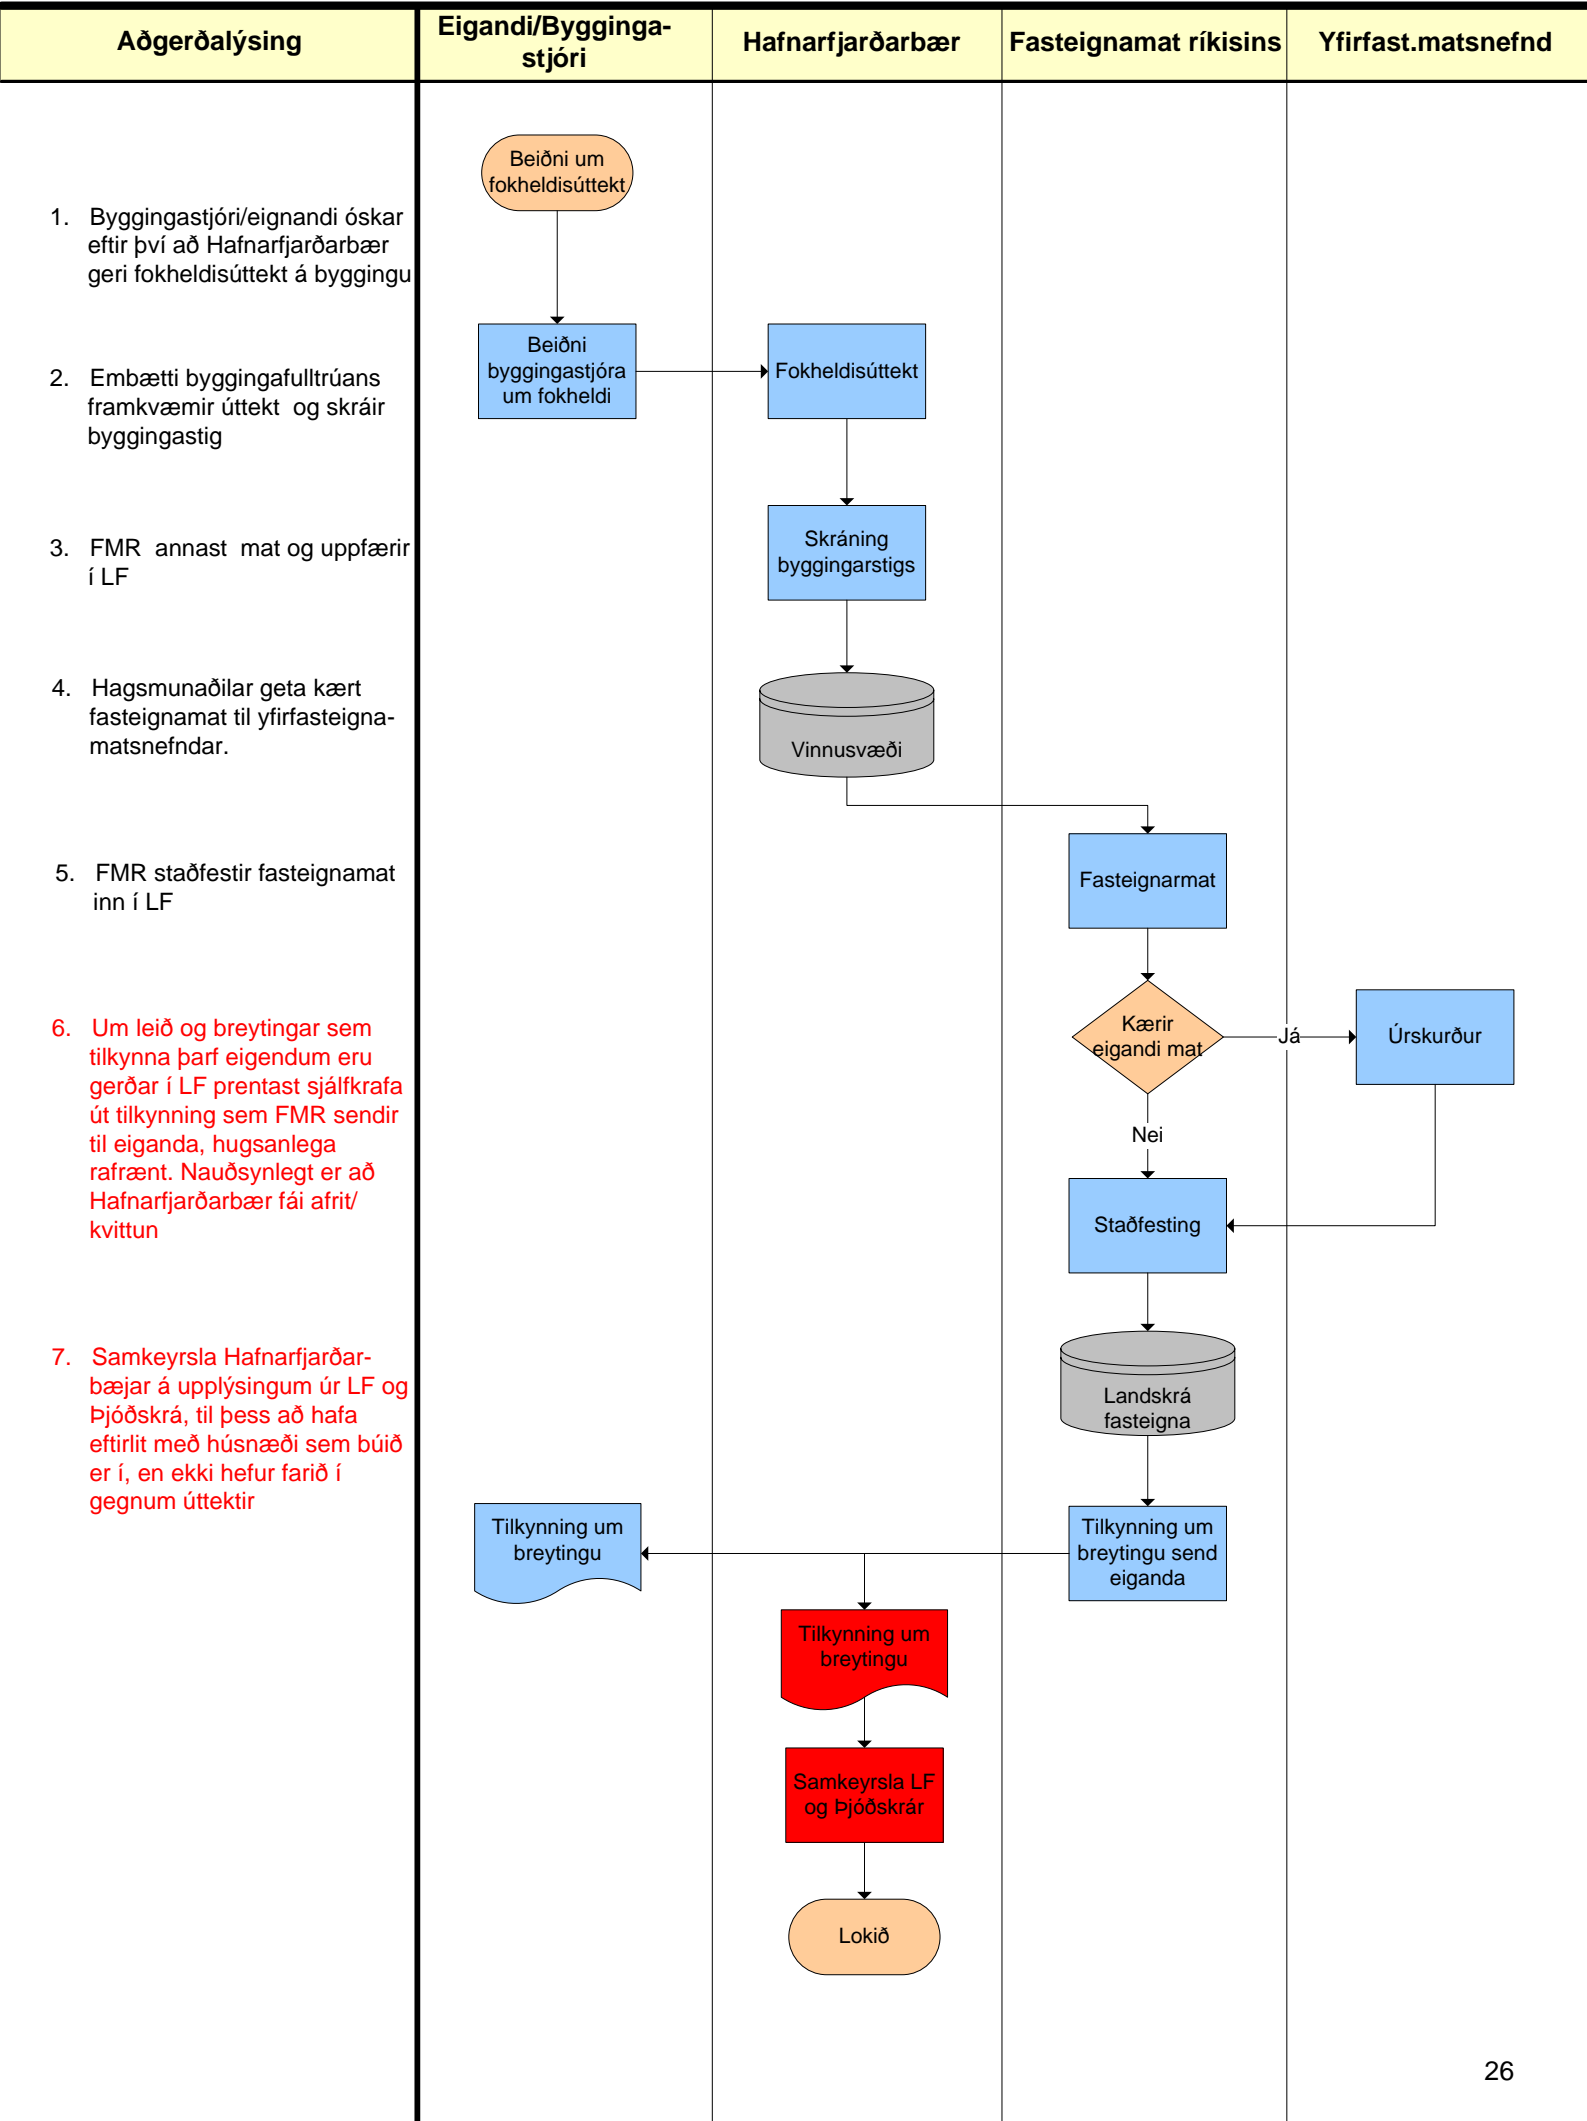 Aðgerðalýsing
Eigandi/Bygginga-
stjóri
Hafnarfjarðarbær
Fasteignamat ríkisins
Yfirfast.matsnefnd
1. Byggingastjóri/eignandi óskar
eftir því að Hafnarfjarðarbær
geri fokheldisúttekt á byggingu
2. Embætti byggingafulltrúans
framkvæmir úttekt og skráir
byggingastig
3. FMR annast mat og uppfærir
í LF
4. Hagsmunaðilar geta kært
fasteignamat til yfirfasteigna-
matsnefndar.
5. FMR staðfestir fasteignamat
inn í LF
6. Um leið og breytingar sem
tilkynna þarf eigendum eru
gerðar í LF prentast sjálfkrafa
út tilkynning sem FMR sendir
til eiganda, hugsanlega
rafrænt. Nauðsynlegt er að
Hafnarfjarðarbær fái afrit/
kvittun
7. Samkeyrsla Hafnarfjarðar-
bæjar á upplýsingum úr LF og
Þjóðskrá, til þess að hafa
eftirlit með húsnæði sem búið
er í, en ekki hefur farið í
gegnum úttektir
Beiðni um
fokheldisúttekt
Beiðni
byggingastjóra
um fokheldi
Fokheldisúttekt
Skráning
byggingarstigs
Vinnusvæði
Fasteignarmat
Kærir
eigandi mat
Já
Úrskurður
Nei
Staðfesting
Landskrá
fasteigna
Tilkynning um
breytingu send
eiganda
Tilkynning um
breytingu
Tilkynning um
breytingu
Samkeyrsla LF
og Þjóðskrár
Lokið
26